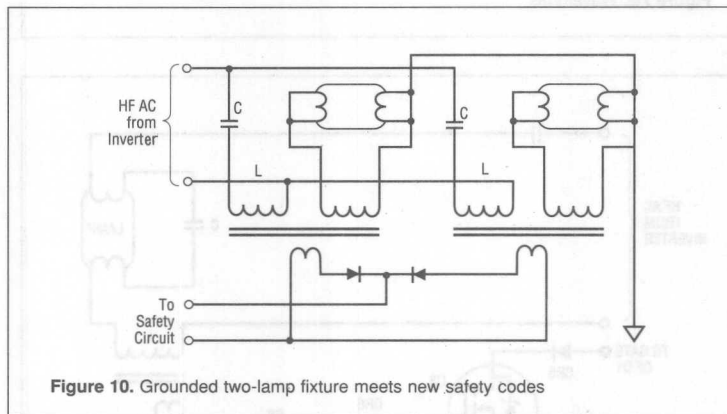 HF AC
from
Inverter
C
C
L
L
To
Safety
Circuit
Figure 10. Grounded two-lamp fixture meets new safety codes